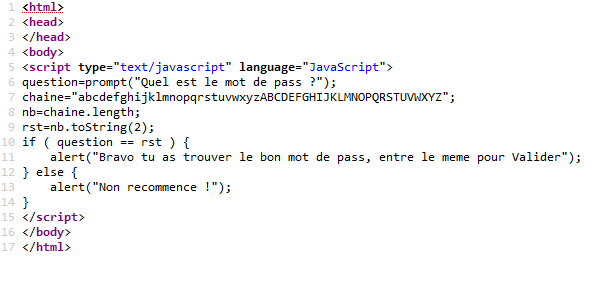 1 <html>
2 <head>
3 </head>
4 <body>
5 <script type="text/javascript" language="JavaScript">
6 question=prompt("Quel est le mot de pass ?");
7 chaine="abcdefghijklmnopqrstuvwxyzABCDEFGHIJKLMNOPQRSTUVWXYZ";
8 nb=chaine.length;
9 rst=nb.toString(2);
10 if ( question == rst ) {
11     alert("Bravo tu as trouver le bon mot de pass, entre le meme pour Valider");
12 } else {
13     alert("Non recommence !");
14 }
15 </script>
16 </body>
17 </html>